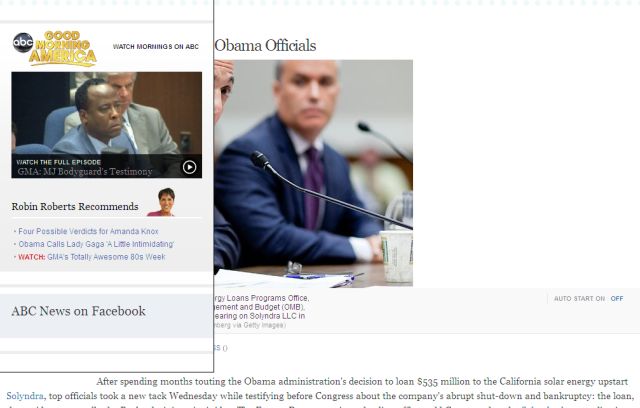 abc GOOD MORNING AMERICA
WATCH MORNINGS ON ABC
WATCH THE FULL EPISODE
GMA: MJ Bodyguard's Testimony
Robin Roberts Recommends
• Four Possible Verdicts for Amanda Knox
• Obama Calls Lady Gaga 'A Little Intimidating'
• WATCH: GMA's Totally Awesome 80s Week
ABC News on Facebook
Obama Officials
rgy Loans Programs Office,
ement and Budget (OMB),
earing on Solyndra LLC in
nberg via Getty Images)
AUTO START ON OFF
SS ()
After spending months touting the Obama administration's decision to loan $535 million to the California solar energy upstart
Solyndra, top officials took a new tack Wednesday while testifying before Congress about the company's abrupt shut-down and bankruptcy: the loan,